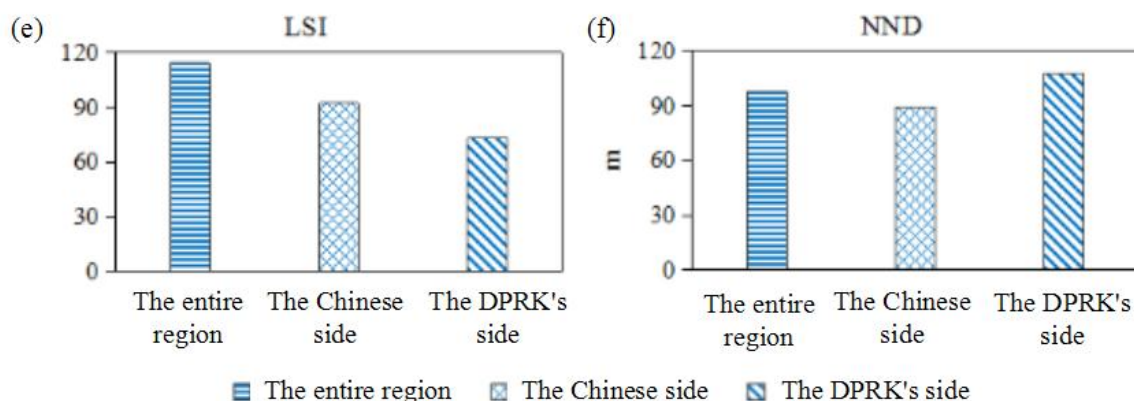 (e)
LSI
120
90
60
30
0
The entire
region
The Chinese
side
The DPRK's
side
(f)
NND
m
120
90
60
30
0
The entire
region
The Chinese
side
The DPRK's
side
The entire region
The Chinese side
The DPRK's side